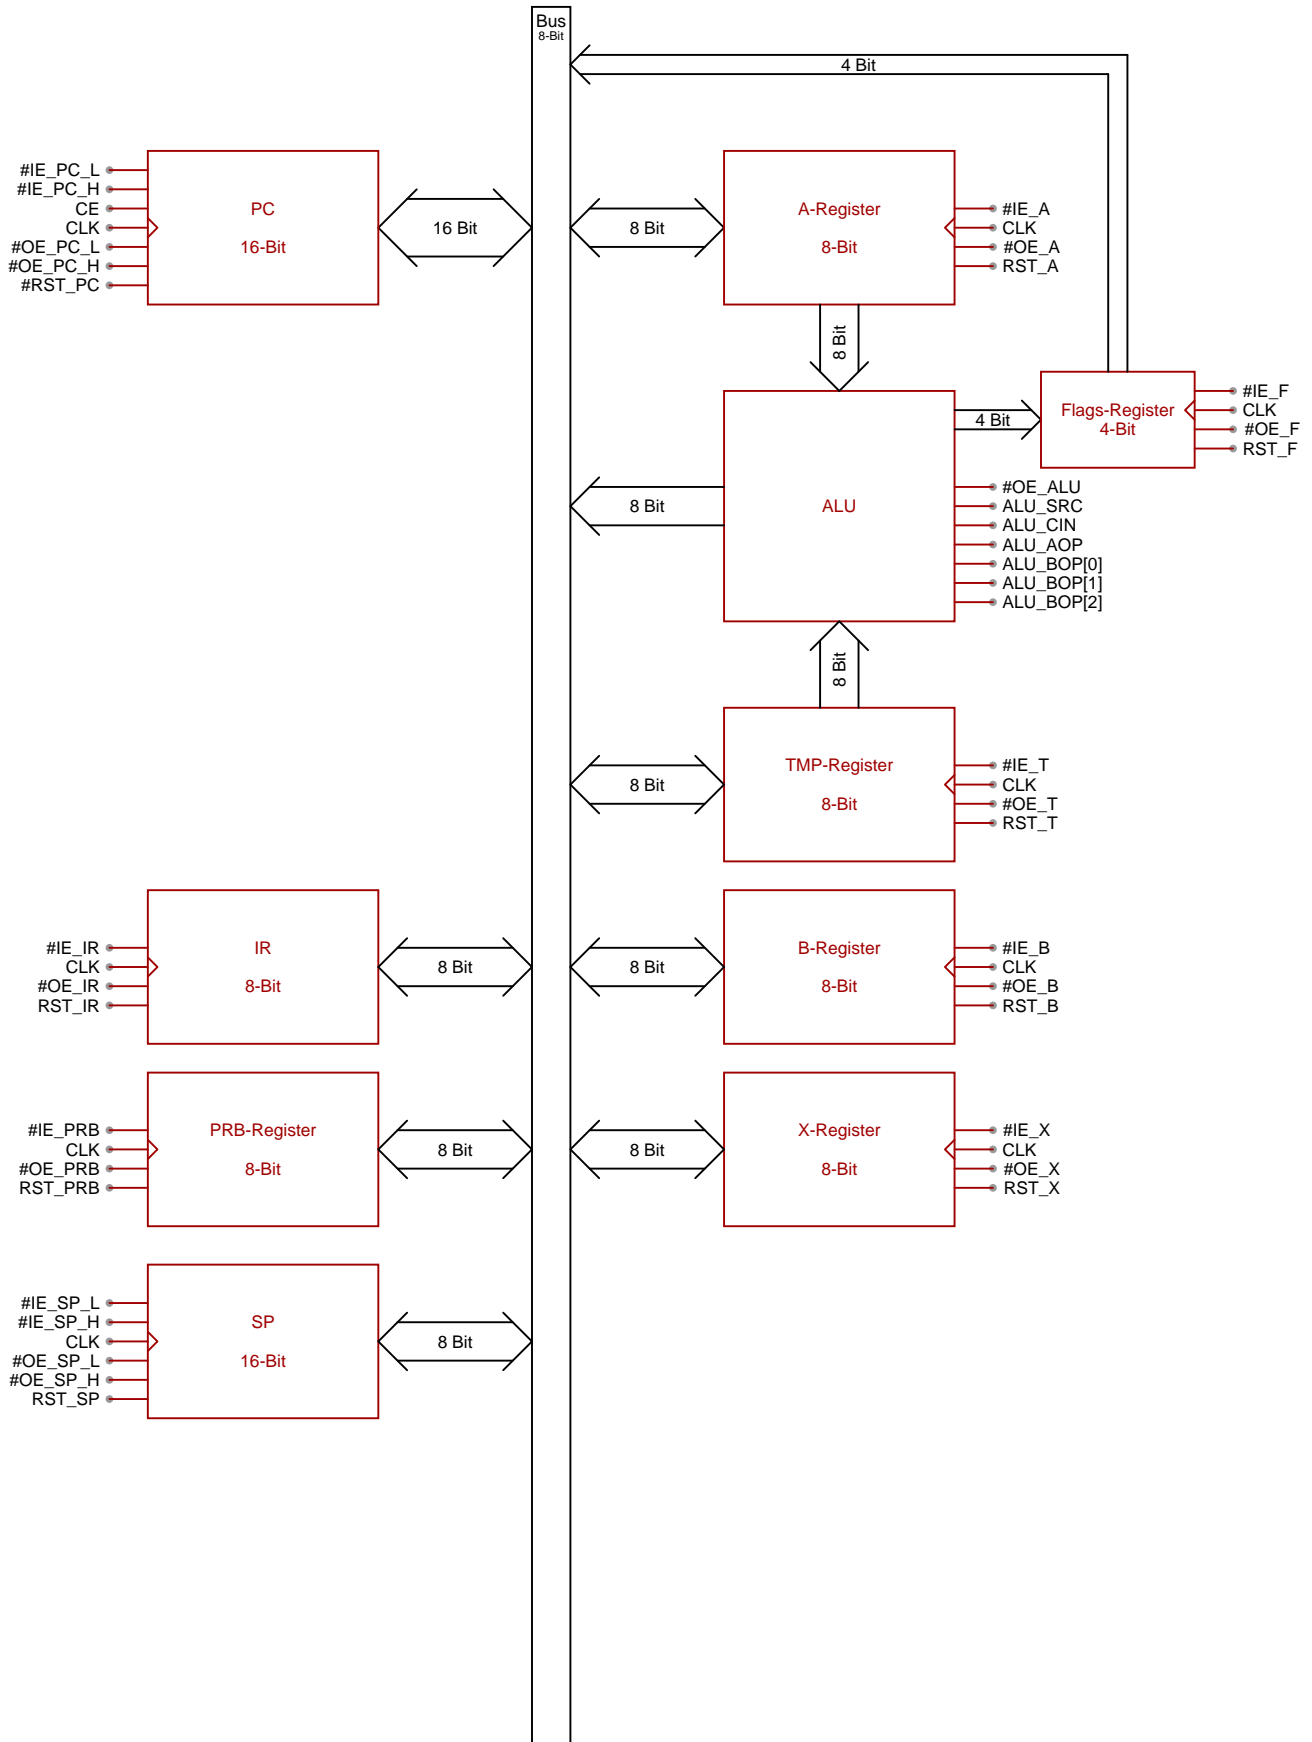 Bus
8-Bit
4 Bit
#IE_PC_L
#IE_PC_H
CE
CLK
#OE_PC_L
#OE_PC_H
#RST_PC
PC
16-Bit
16 Bit
8 Bit
A-Register
8-Bit
#IE_A
CLK
#OE_A
RST_A
8 Bit
4 Bit
Flags-Register
4-Bit
#IE_F
CLK
#OE_F
RST_F
8 Bit
ALU
#OE_ALU
ALU_SRC
ALU_CIN
ALU_AOP
ALU_BOP[0]
ALU_BOP[1]
ALU_BOP[2]
8 Bit
8 Bit
TMP-Register
8-Bit
#IE_T
CLK
#OE_T
RST_T
#IE_IR
CLK
#OE_IR
RST_IR
IR
8-Bit
8 Bit
8 Bit
B-Register
8-Bit
#IE_B
CLK
#OE_B
RST_B
#IE_PRB
CLK
#OE_PRB
RST_PRB
PRB-Register
8-Bit
8 Bit
8 Bit
X-Register
8-Bit
#IE_X
CLK
#OE_X
RST_X
#IE_SP_L
#IE_SP_H
CLK
#OE_SP_L
#OE_SP_H
RST_SP
SP
16-Bit
8 Bit